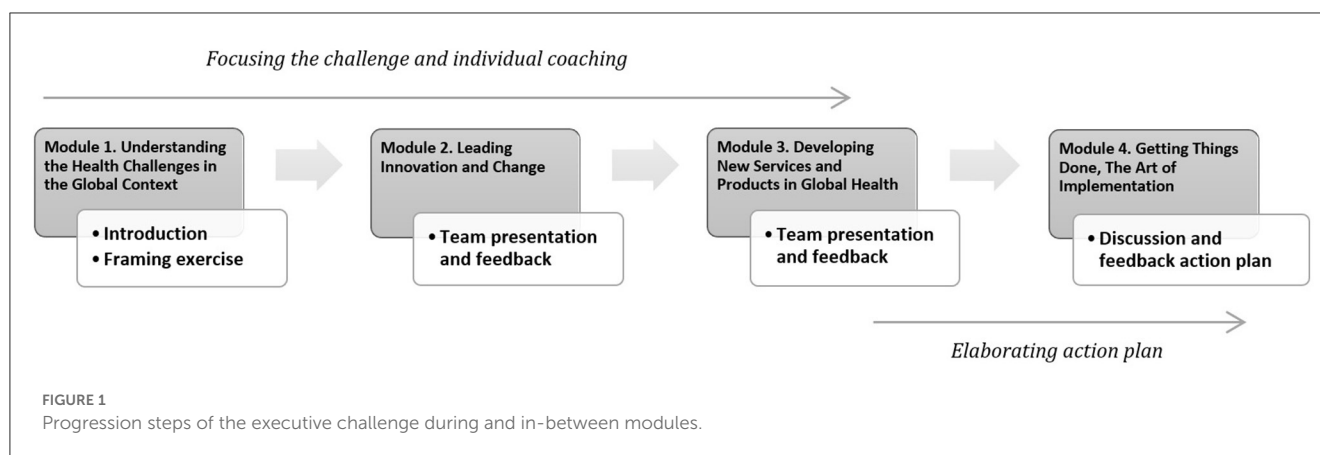 Focusing the challenge and individual coaching
Module 1. Understanding
the Health Challenges in
the Global Context
• Introduction
• Framing exercise
Module 2. Leading
Innovation and Change
• Team presentation
and feedback
Module 3. Developing
New Services and
Products in Global Health
• Team presentation
and feedback
Module 4. Getting Things
Done, The Art of
Implementation
• Discussion and
feedback action plan
Elaborating action plan
FIGURE 1
Progression steps of the executive challenge during and in-between modules.